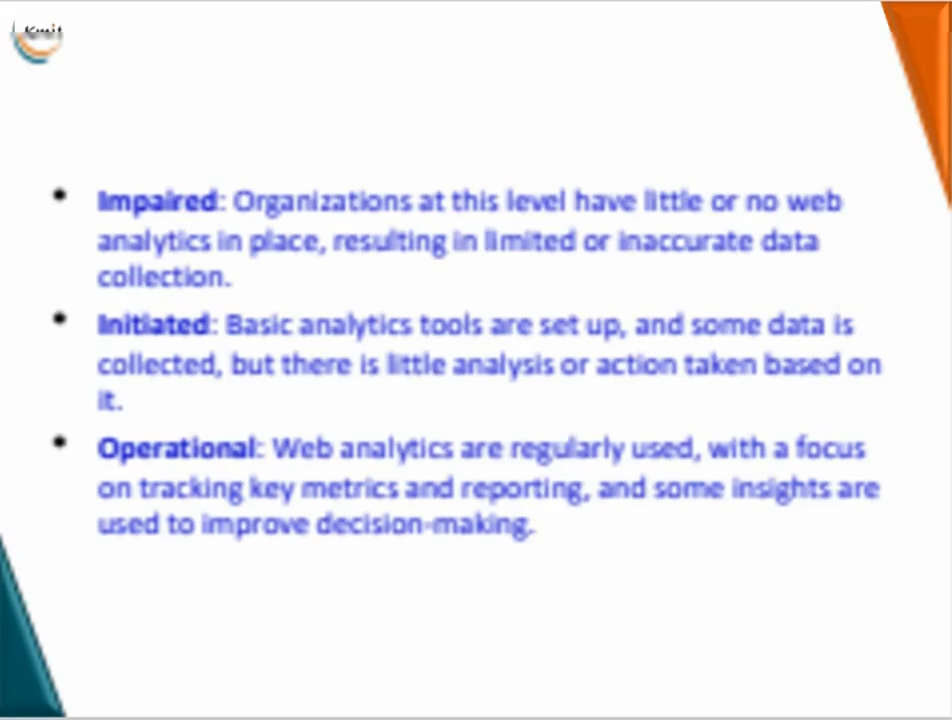 Kmit
• Impaired: Organizations at this level have little or no web
analytics in place, resulting in limited or inaccurate data
collection.
• Initiated: Basic analytics tools are set up, and some data is
collected, but there is little analysis or action taken based on
it.
• Operational: Web analytics are regularly used, with a focus
on tracking key metrics and reporting, and some insights are
used to improve decision-making.